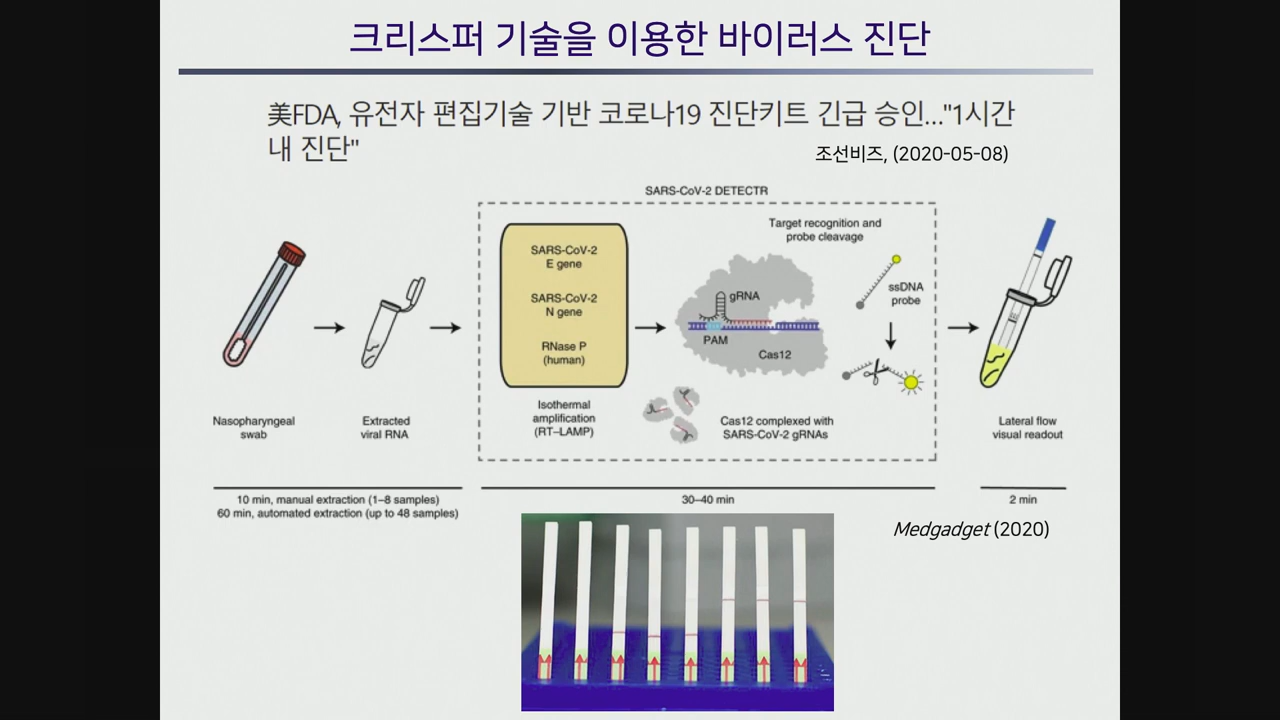 크리스퍼 기술을 이용한 바이러스 진단
美FDA, 유전자 편집기술 기반 코로나19 진단키트 긴급 승인..."1시간
내 진단"
조선비즈, (2020-05-08)
SARS-CoV-2 DETECTR
Target recognition and
probe cleavage
SARS-CoV-2
E gene
SARS-CoV-2
N gene
RNase P
(human)
gRNA
PAM
Cas12
ssDNA
probe
Nasopharyngeal
swab
Extracted
viral RNA
Isothermal
amplification
(RT–LAMP)
Cas12 complexed with
SARS-CoV-2 gRNAs
Lateral flow
visual readout
10 min, manual extraction (1–8 samples)
60 min, automated extraction (up to 48 samples)
30–40 min
2 min
Medgadget (2020)